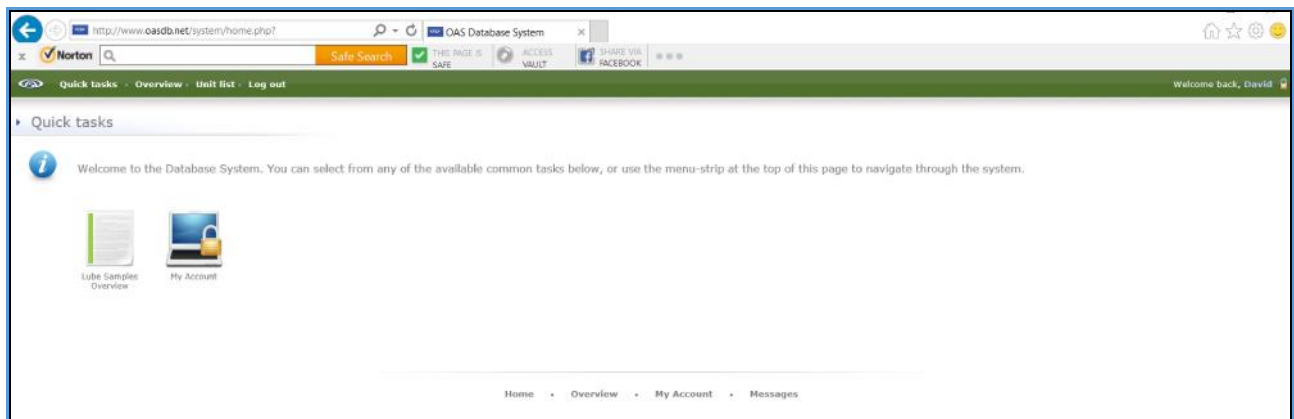 http://www.oasdb.net/system/home.php?
OAS Database System
x Norton
Safe Search
THIS PAGE IS SAFE
ACCESS VAULT
SHARE VIA FACEBOOK
Quick tasks · Overview · Unit list · Log out
Welcome back, David
Quick tasks
Welcome to the Database System. You can select from any of the available common tasks below, or use the menu-strip at the top of this page to navigate through the system.
Lube Samples
Overview
My Account
Home · Overview · My Account · Messages